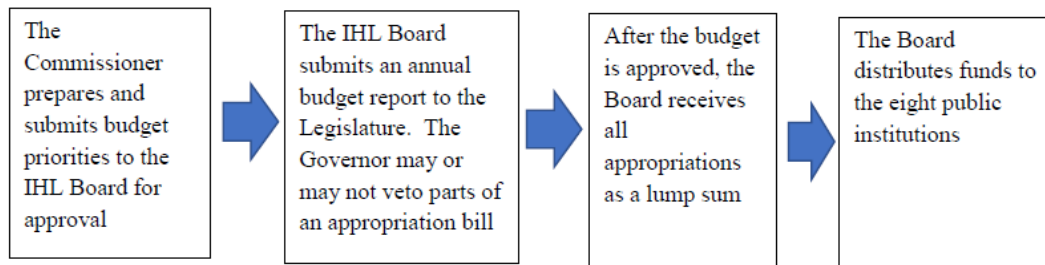 The
Commissioner
prepares and
submits budget
priorities to the
IHL Board for
approval
The IHL Board
submits an annual
budget report to the
Legislature.  The
Governor may or
may not veto parts of
an appropriation bill
After the budget
is approved, the
Board receives
all
appropriations
as a lump sum
The Board
distributes funds to
the eight public
institutions